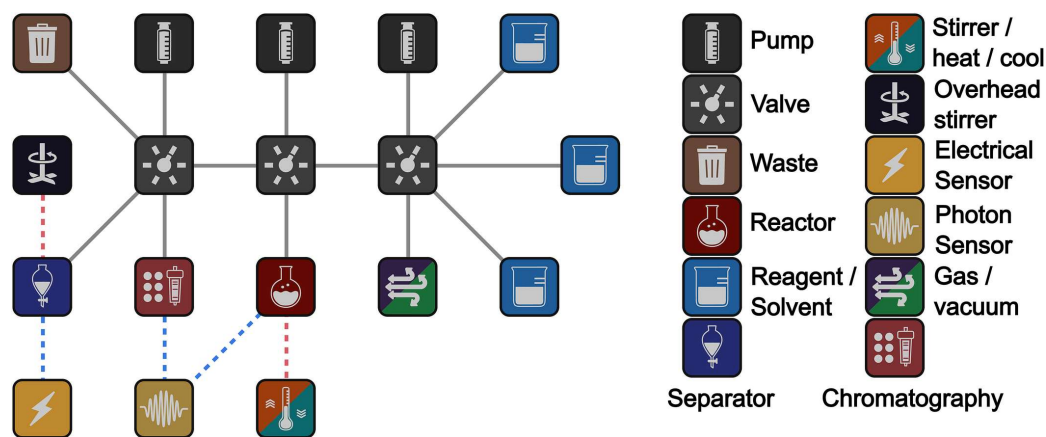 Pump
Valve
Waste
Reactor
Reagent /
Solvent
Separator
Stirrer /
heat / cool
Overhead
stirrer
Electrical
Sensor
Photon
Sensor
Gas /
vacuum
Chromatography